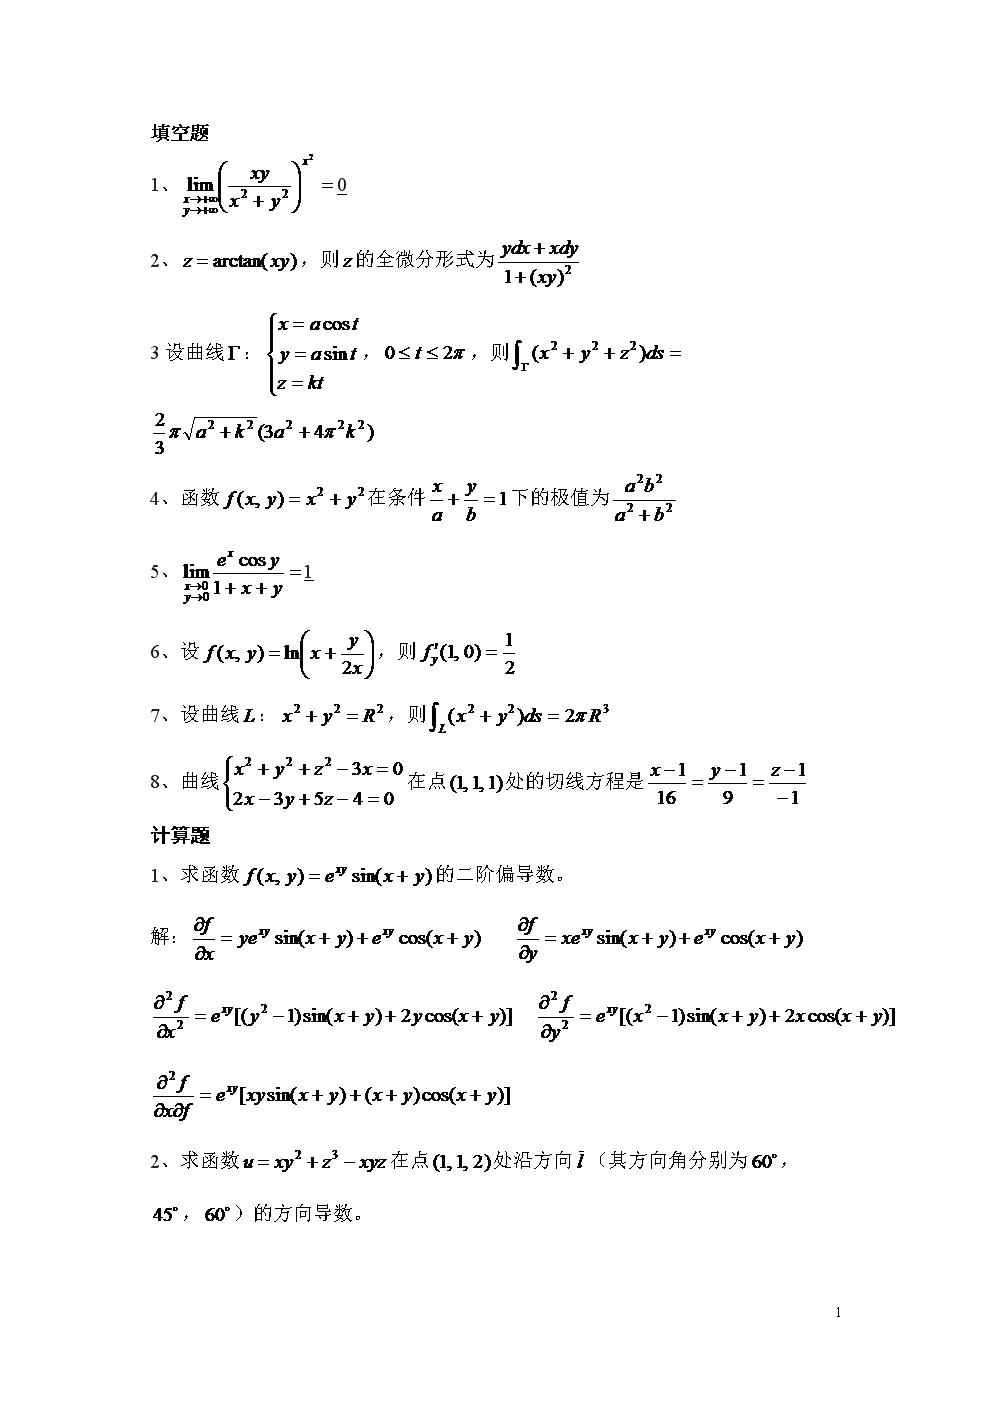 填空题
1、$\lim\limits_{\substack{x\to+\infty\\y\to+\infty}}\left(\frac{xy}{x^2+y^2}\right)^{x^2}=0$
2、$z=\arctan(xy)$，则$z$的全微分形式为$\frac{ydx+xdy}{1+(xy)^2}$
3 设曲线$\Gamma$：$\begin{cases}x=a\cos t\\y=a\sin t\\z=kt\end{cases}$，$0\le t\le 2\pi$，则$\int_{\Gamma}(x^2+y^2+z^2)ds=$
$\frac{2}{3}\pi\sqrt{a^2+k^2}(3a^2+4\pi^2k^2)$
4、函数$f(x,y)=x^2+y^2$在条件$\frac{x}{a}+\frac{y}{b}=1$下的极值为$\frac{a^2b^2}{a^2+b^2}$
5、$\lim\limits_{\substack{x\to0\\y\to0}}\frac{e^x\cos y}{1+x+y}=1$
6、设$f(x,y)=\ln\left(x+\frac{y}{2x}\right)$，则$f'_y(1,0)=\frac{1}{2}$
7、设曲线$L$：$x^2+y^2=R^2$，则$\int_L(x^2+y^2)ds=2\pi R^3$
8、曲线$\begin{cases}x^2+y^2+z^2-3x=0\\2x-3y+5z-4=0\end{cases}$在点$(1,1,1)$处的切线方程是$\frac{x-1}{16}=\frac{y-1}{9}=\frac{z-1}{-1}$
计算题
1、求函数$f(x,y)=e^{xy}\sin(x+y)$的二阶偏导数。
解：$\frac{\partial f}{\partial x}=ye^{xy}\sin(x+y)+e^{xy}\cos(x+y)$ $\frac{\partial f}{\partial y}=xe^{xy}\sin(x+y)+e^{xy}\cos(x+y)$
$\frac{\partial^2 f}{\partial x^2}=e^{xy}[(y^2-1)\sin(x+y)+2y\cos(x+y)]$ $\frac{\partial^2 f}{\partial y^2}=e^{xy}[(x^2-1)\sin(x+y)+2x\cos(x+y)]$
$\frac{\partial^2 f}{\partial x\partial f}=e^{xy}[xy\sin(x+y)+(x+y)\cos(x+y)]$
2、求函数$u=xy^2+z^3-xyz$在点$(1,1,2)$处沿方向$\bar{l}$（其方向角分别为$60^\circ$，
$45^\circ$，$60^\circ$）的方向导数。
1